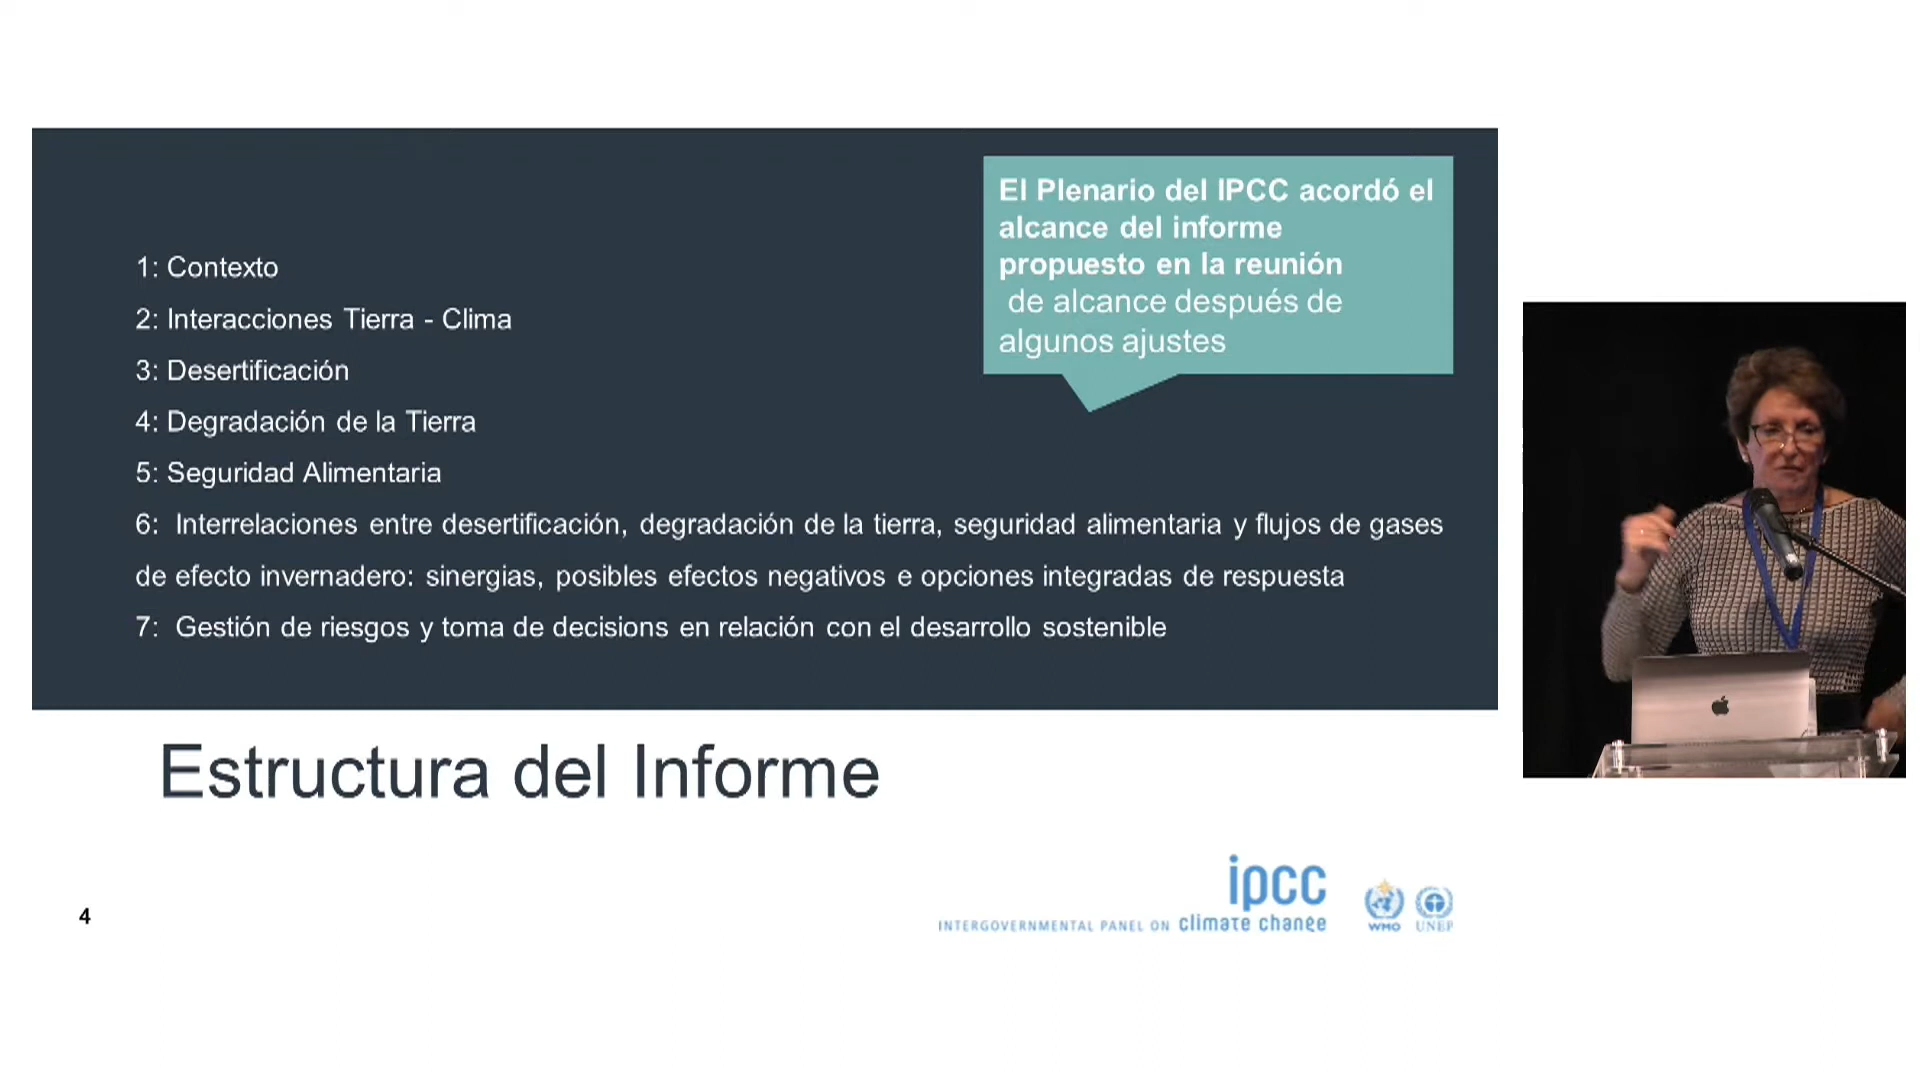 El Plenario del IPCC acordó el
alcance del informe
propuesto en la reunión
de alcance después de
algunos ajustes
1: Contexto
2: Interacciones Tierra - Clima
3: Desertificación
4: Degradación de la Tierra
5: Seguridad Alimentaria
6: Interrelaciones entre desertificación, degradación de la tierra, seguridad alimentaria y flujos de gases
de efecto invernadero: sinergias, posibles efectos negativos e opciones integradas de respuesta
7: Gestión de riesgos y toma de decisions en relación con el desarrollo sostenible
Estructura del Informe
4
ipcc
INTERGOVERNMENTAL PANEL ON climate change
WMO
UNEP